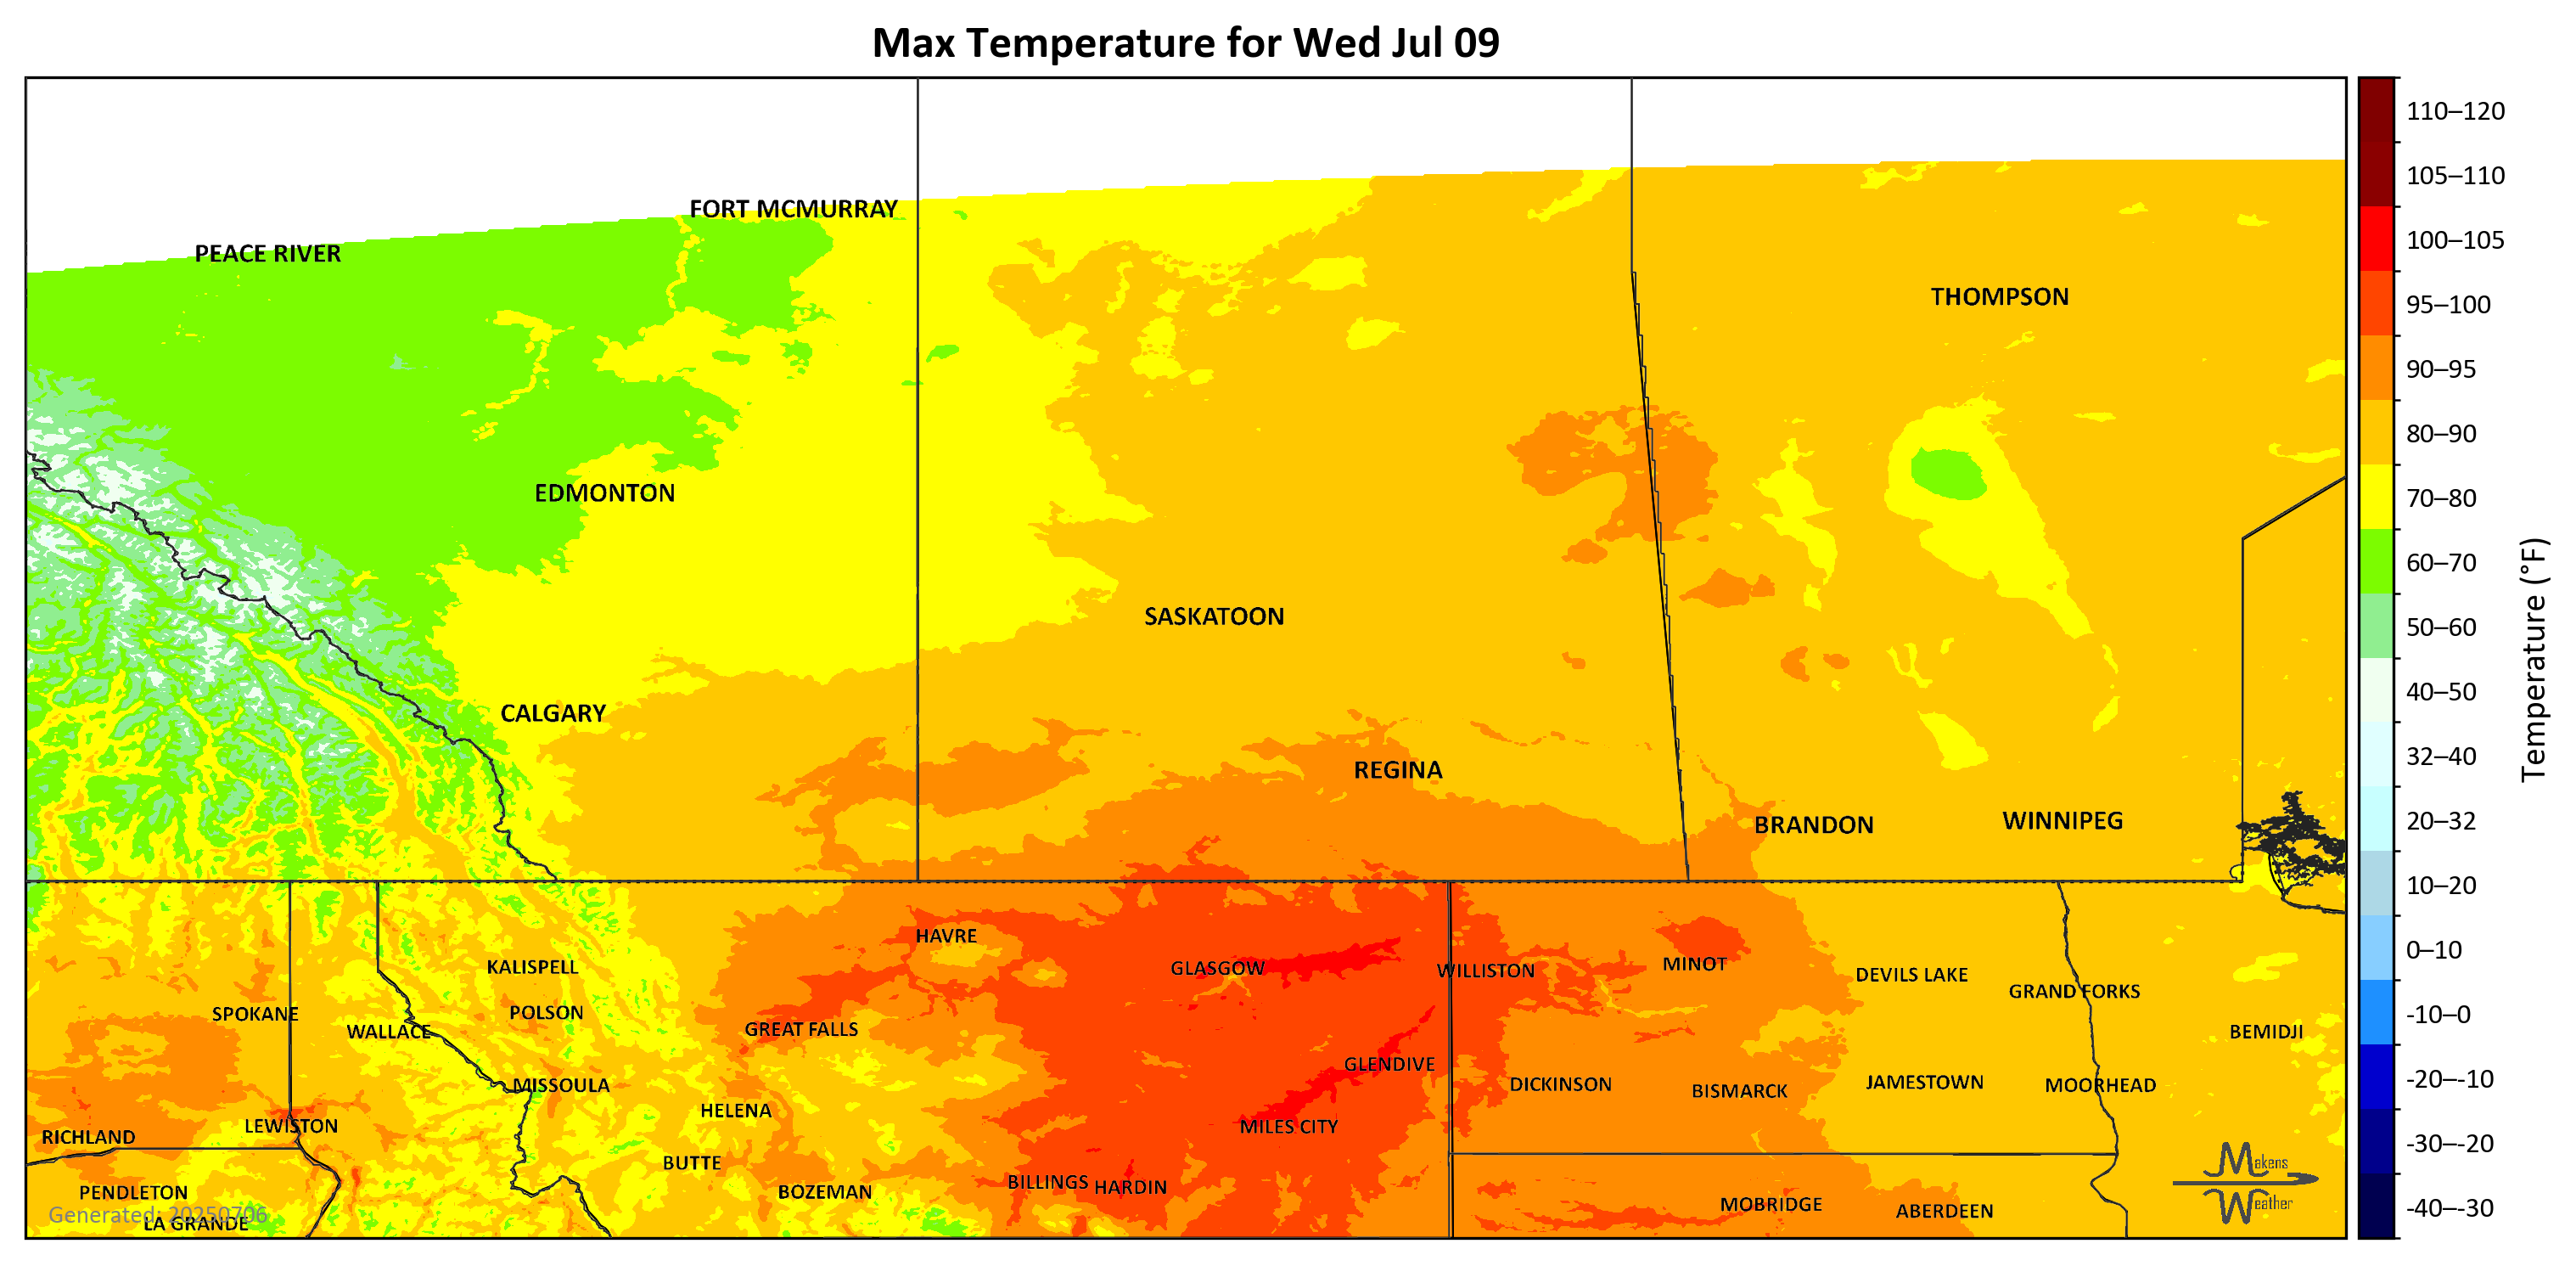 Max Temperature for Wed Jul 09
FORT MCMURRAY
PEACE RIVER
THOMPSON
EDMONTON
SASKATOON
CALGARY
REGINA
BRANDON
WINNIPEG
HAVRE
KALISPELL
GLASGOW
WILLISTON
MINOT
DEVILS LAKE
GRAND FORKS
SPOKANE
POLSON
WALLACE
GREAT FALLS
BEMIDJI
GLENDIVE
MISSOULA
DICKINSON
BISMARCK
JAMESTOWN
MOORHEAD
HELENA
LEWISTON
MILES CITY
RICHLAND
BUTTE
BILLINGS
HARDIN
BOZEMAN
PENDLETON
MOBRIDGE
ABERDEEN
LA GRANDE
Generated: 20250706
Makens
Weather
110–120
105–110
100–105
95–100
90–95
80–90
70–80
60–70
50–60
40–50
32–40
20–32
10–20
0–10
-10–0
-20–-10
-30–-20
-40–-30
Temperature (°F)